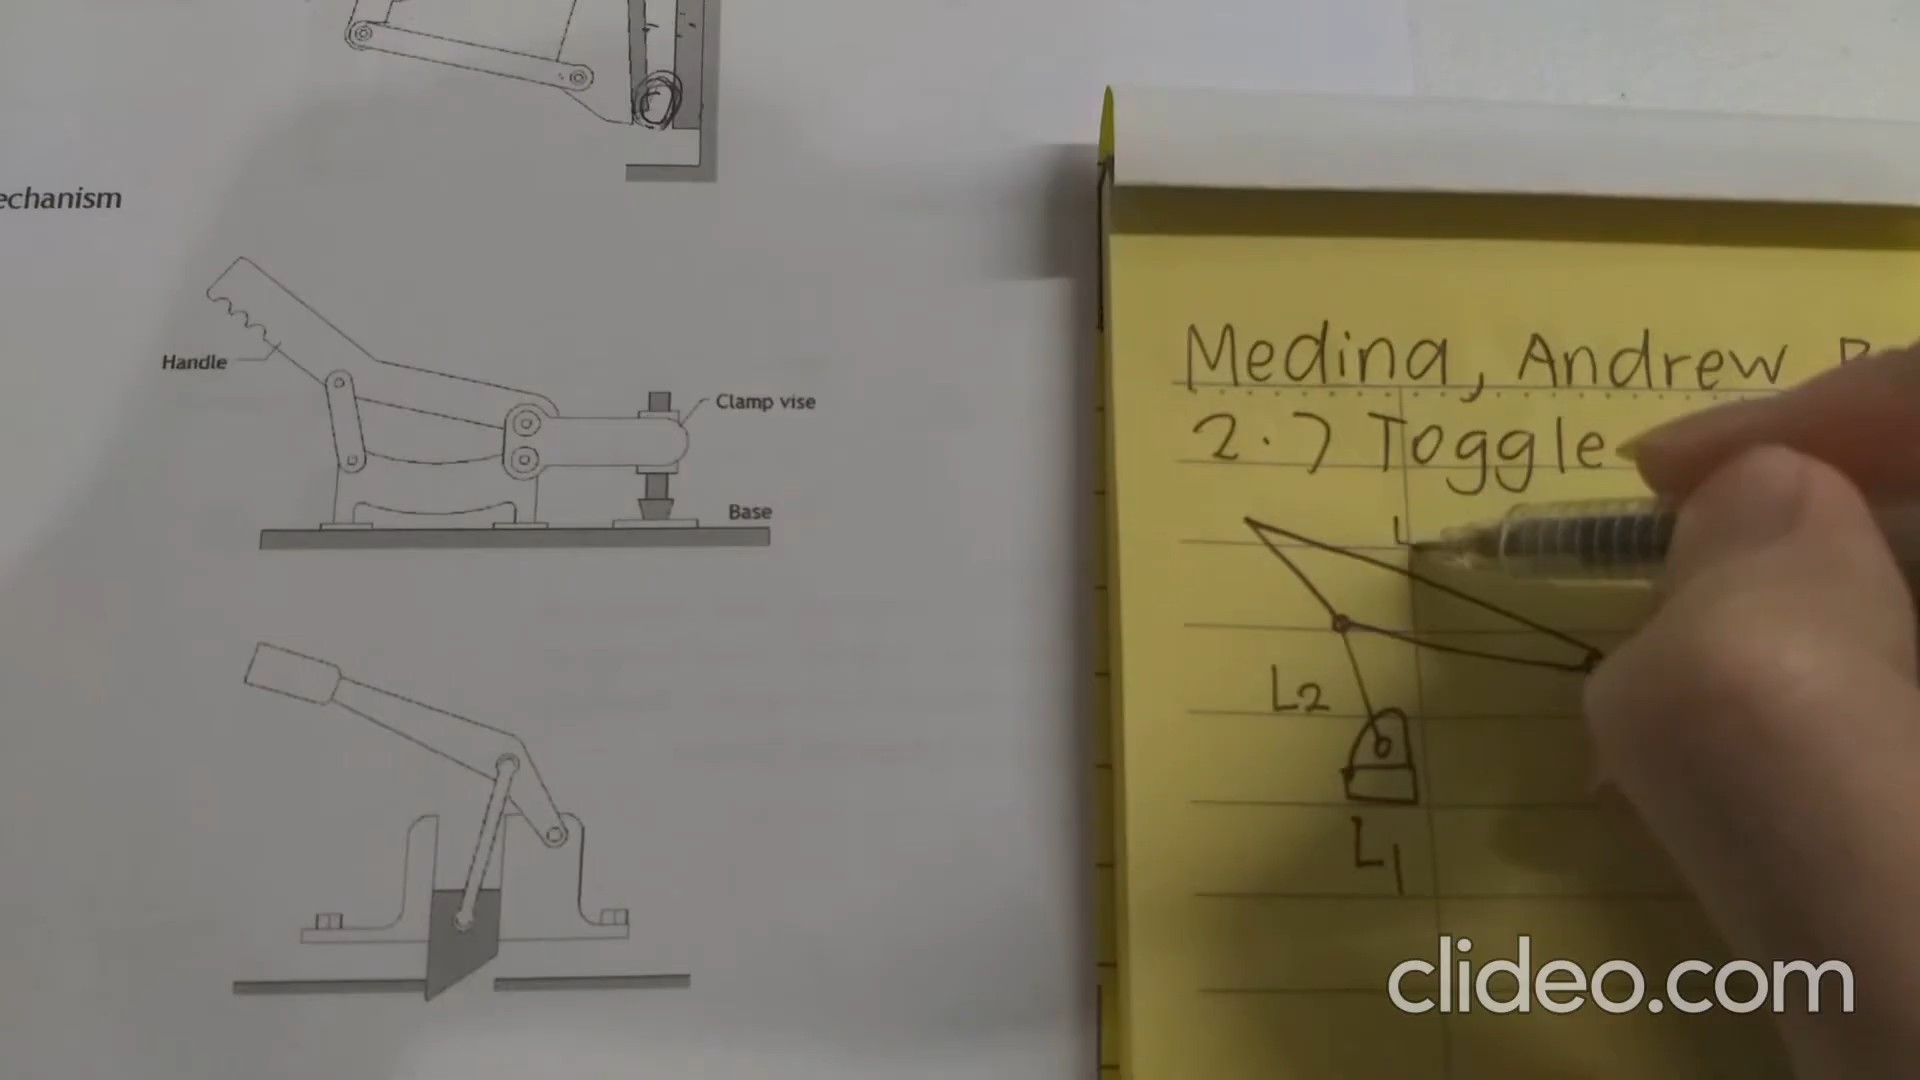 echanism
Handle
Clamp vise
Base
Medina, Andrew
2.7 Toggle
L
L2
L1
clideo.com